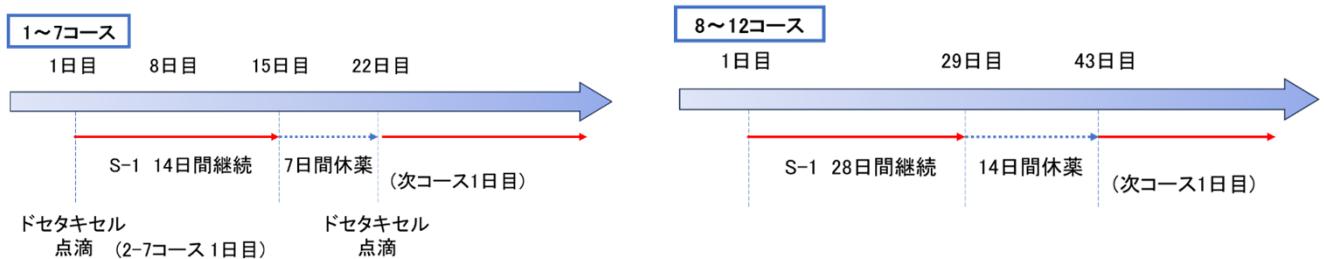 1～7コース
1日目 8日目 15日目 22日目
S-1 14日間継続 7日間休薬 (次コース1日目)
ドセタキセル
点滴 (2-7コース 1日目)
ドセタキセル
点滴
8～12コース
1日目 29日目 43日目
S-1 28日間継続 14日間休薬 (次コース1日目)